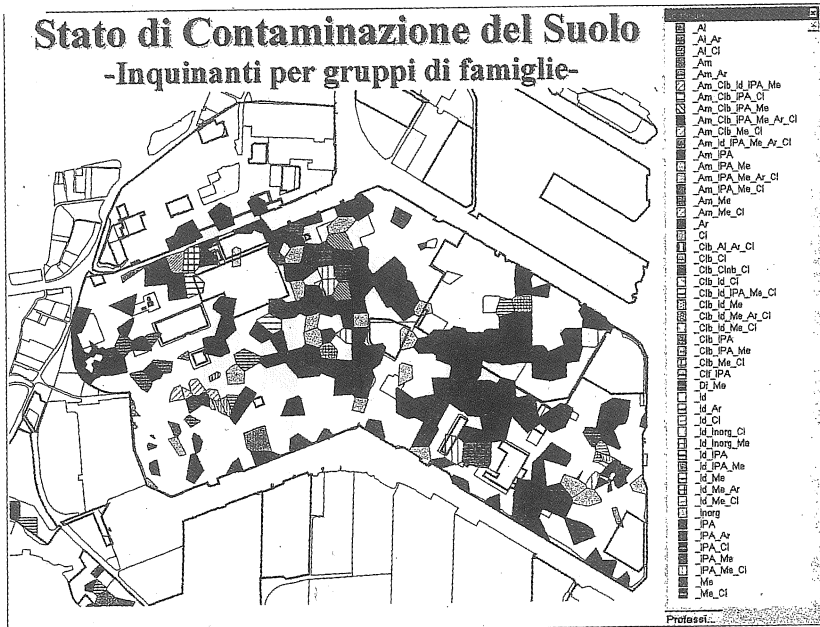 Stato di Contaminazione del Suolo
-Inquinanti per gruppi di famiglie-
_Al
_Al_Ar
_Al_Cl
_Am
_Am_Ar
_Am_Clb_Id_IPA_Me
_Am_Clb_IPA_Cl
_Am_Clb_IPA_Me
_Am_Clb_IPA_Me_Ar_Cl
_Am_Clb_Me_Cl
_Am_Id_IPA_Me_Ar_Cl
_Am_IPA
_Am_IPA_Me
_Am_IPA_Me_Ar_Cl
_Am_IPA_Me_Cl
_Am_Me
_Am_Me_Cl
_Ar
_Cl
_Clb_Al_Ar_Cl
_Clb_Cl
_Clb_Clnb_Cl
_Clb_Id_Cl
_Clb_Id_IPA_Me_Cl
_Clb_Id_Me
_Clb_Id_Me_Ar_Cl
_Clb_Id_Me_Cl
_Clb_IPA
_Clb_IPA_Me
_Clb_Me_Cl
_Clf_IPA
_Di_Me
_Id
_Id_Ar
_Id_Cl
_Id_Inorg_Cl
_Id_Inorg_Me
_Id_IPA
_Id_IPA_Me
_Id_Me
_Id_Me_Ar
_Id_Me_Cl
_Inorg
_IPA
_IPA_Ar
_IPA_Cl
_IPA_Me
_IPA_Me_Cl
_Me
_Me_Cl
Professi...